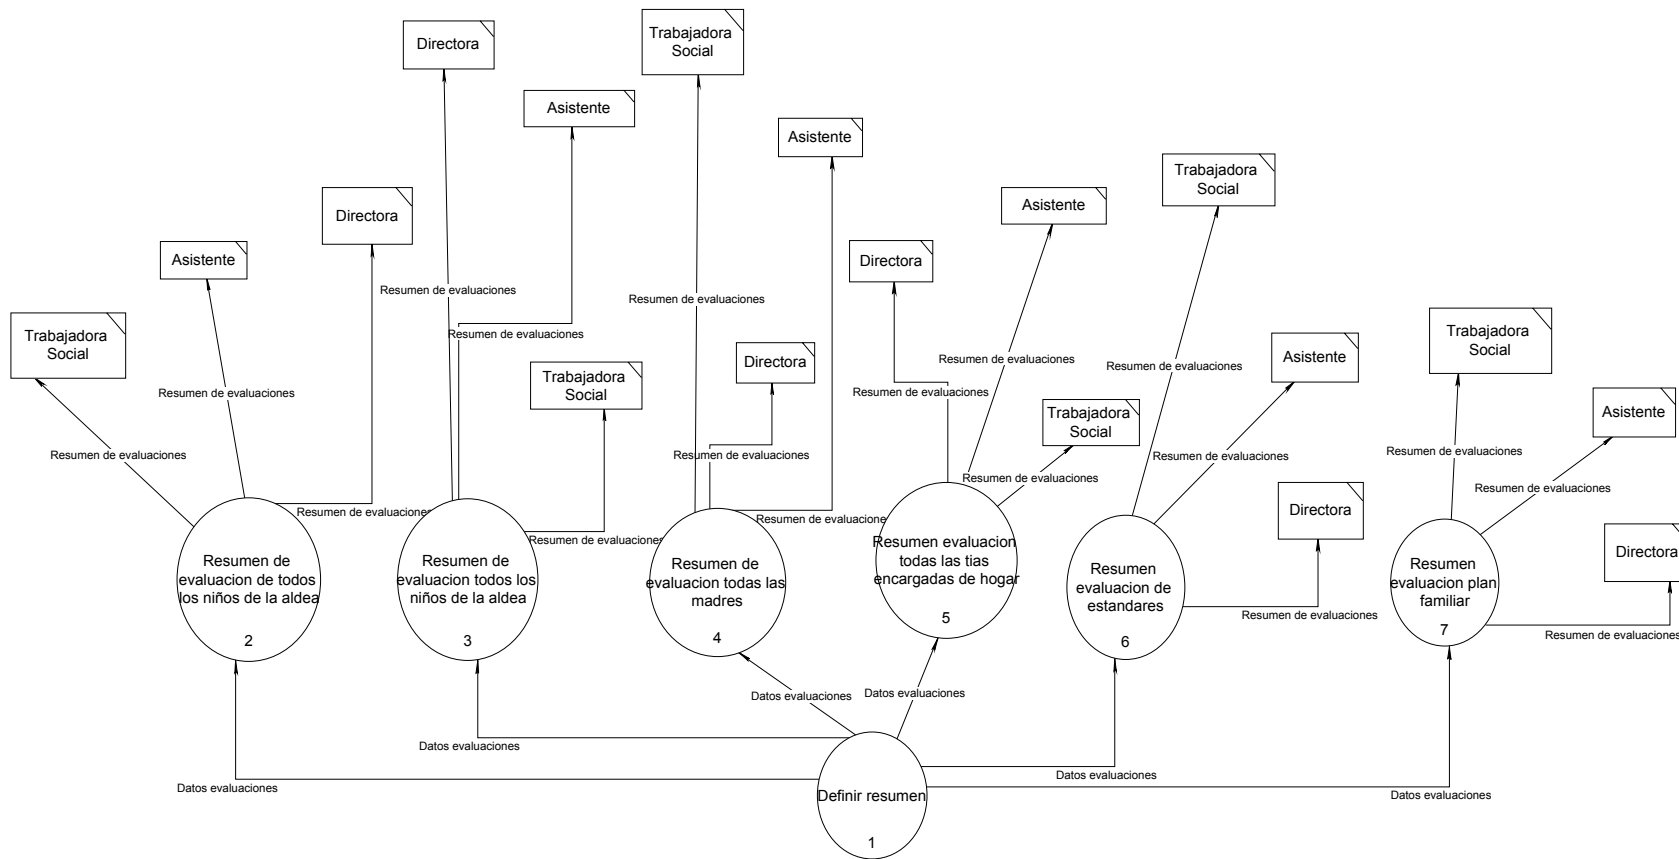 Directora
Trabajadora
Social
Asistente
Asistente
Trabajadora
Social
Directora
Asistente
Directora
Asistente
Directora
Resumen de evaluaciones
Resumen de evaluaciones
Resumen de evaluaciones
Trabajadora
Social
Resumen de evaluaciones
Trabajadora
Social
Resumen de evaluaciones
Resumen de evaluaciones
Asistente
Directora
Trabajadora
Social
Resumen de evaluaciones
Resumen de evaluaciones
Resumen de evaluaciones
Trabajadora
Social
Asistente
Resumen de evaluaciones
Resumen de evaluaciones
Resumen de evaluaciones
Resumen de evaluaciones
Resumen de evaluaciones
Resumen de evaluaciones
Directora
Resumen de evaluaciones
Resumen de evaluaciones
Resumen de evaluaciones
Directora
Resumen de
evaluacion de todos
los niños de la aldea
2
Resumen de
evaluacion todos los
niños de la aldea
3
Resumen de
evaluacion todas las
madres
4
Resumen evaluacion
todas las tias
encargadas de hogar
5
Resumen
evaluacion de
estandares
6
Resumen
evaluacion plan
familiar
7
Resumen de evaluaciones
Resumen de evaluaciones
Datos evaluaciones
Datos evaluaciones
Datos evaluaciones
Datos evaluaciones
Datos evaluaciones
Datos evaluaciones
Definir resumen
1